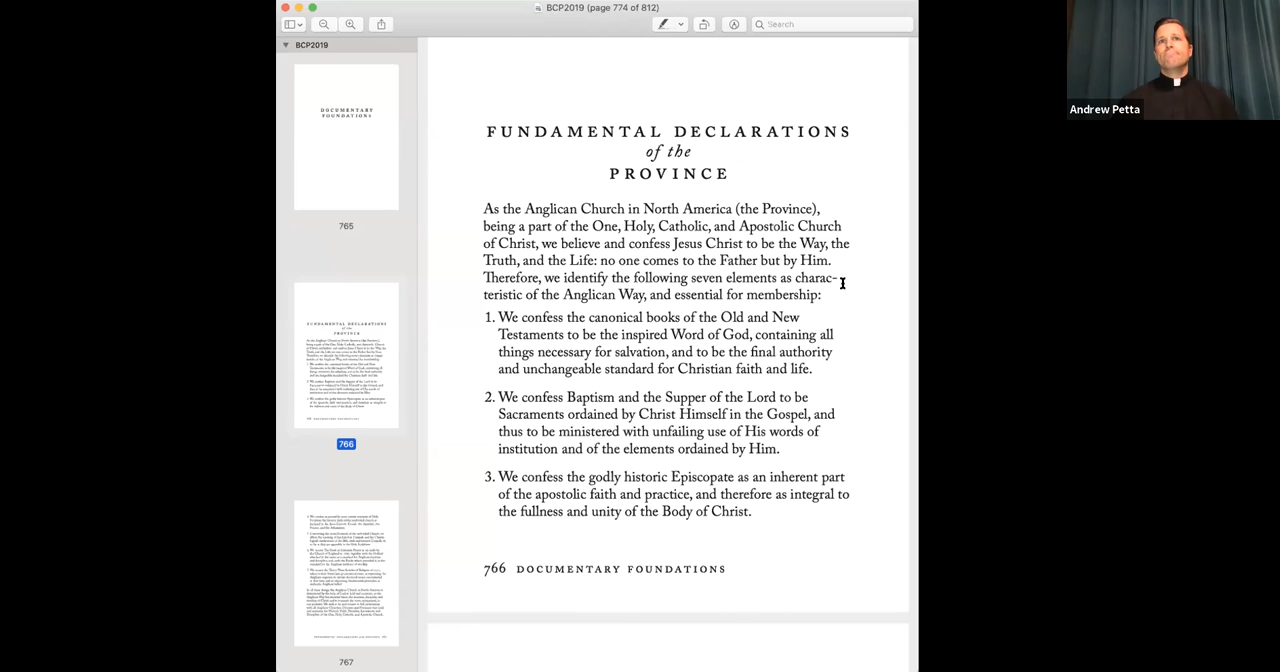 BCP2019 (page 774 of 812)
Search
BCP2019
DOCUMENTARY
FOUNDATIONS
765
FUNDAMENTAL DECLARATIONS
of the
PROVINCE
766
767
FUNDAMENTAL DECLARATIONS
of the
PROVINCE
As the Anglican Church in North America (the Province),
being a part of the One, Holy, Catholic, and Apostolic Church
of Christ, we believe and confess Jesus Christ to be the Way, the
Truth, and the Life: no one comes to the Father but by Him.
Therefore, we identify the following seven elements as charac-
teristic of the Anglican Way, and essential for membership:
1. We confess the canonical books of the Old and New
Testaments to be the inspired Word of God, containing all
things necessary for salvation, and to be the final authority
and unchangeable standard for Christian faith and life.
2. We confess Baptism and the Supper of the Lord to be
Sacraments ordained by Christ Himself in the Gospel, and
thus to be ministered with unfailing use of His words of
institution and of the elements ordained by Him.
3. We confess the godly historic Episcopate as an inherent part
of the apostolic faith and practice, and therefore as integral to
the fullness and unity of the Body of Christ.
766 DOCUMENTARY FOUNDATIONS
Andrew Petta